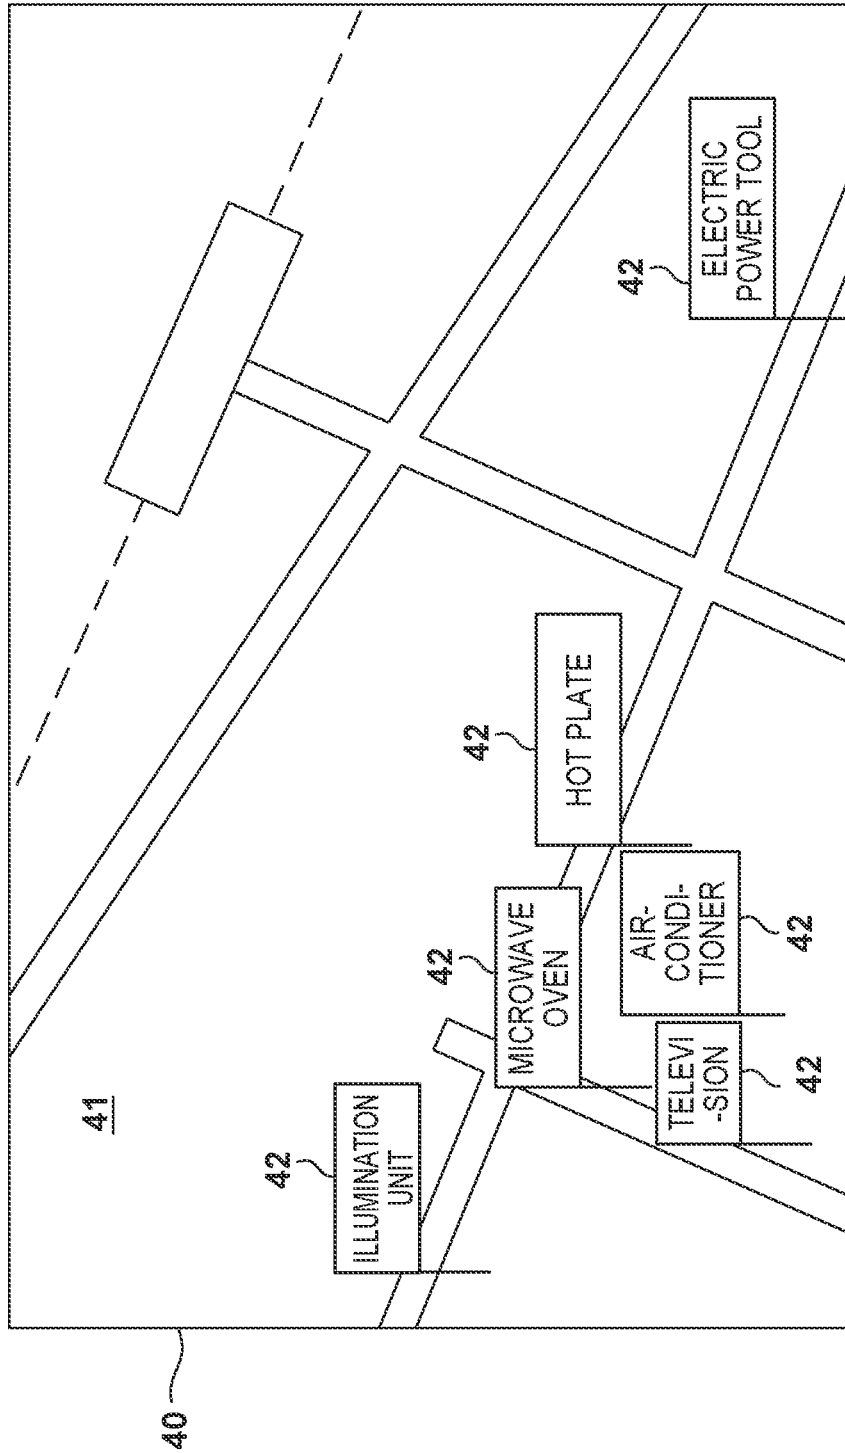 40
41
42
ILLUMINATION
UNIT
42
MICROWAVE
OVEN
42
HOT PLATE
42
ELECTRIC
POWER TOOL
AIR-
CONDI-
TIONER
42
TELEVI
-SION
42